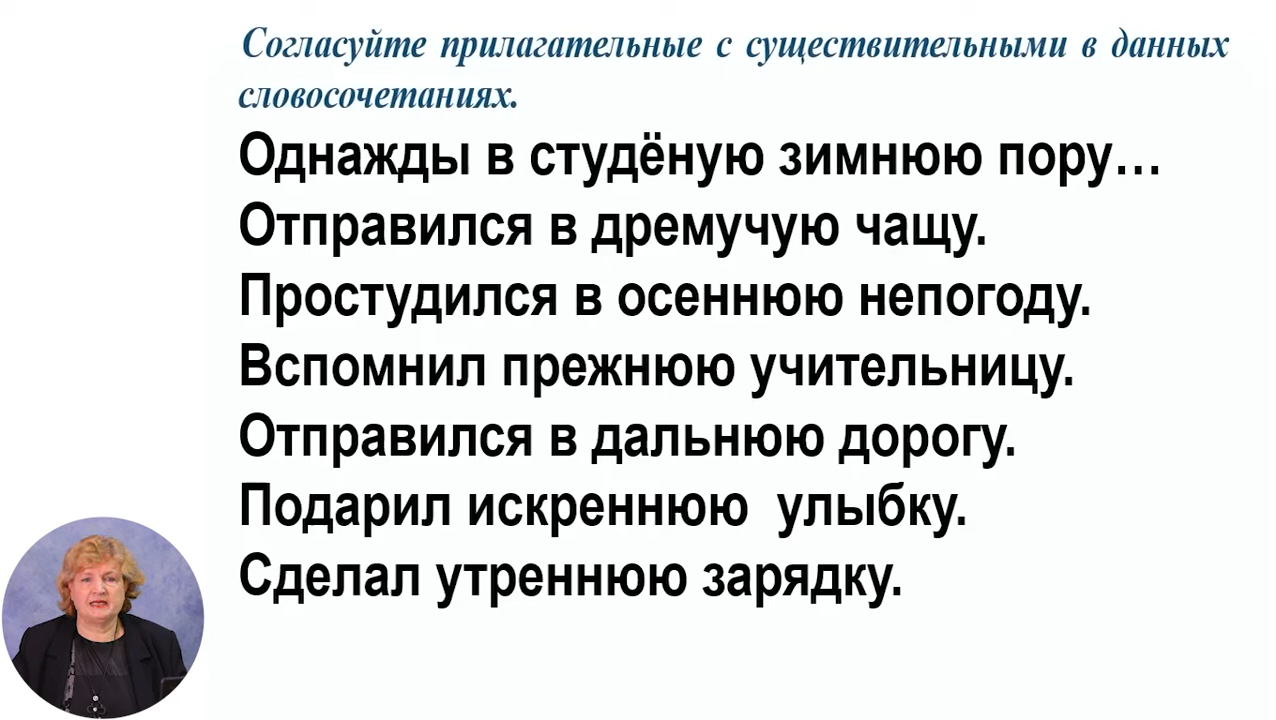 Согласуйте прилагательные с существительными в данных
словосочетаниях.
Однажды в студёную зимнюю пору...
Отправился в дремучую чащу.
Простудился в осеннюю непогоду.
Вспомнил прежнюю учительницу.
Отправился в дальнюю дорогу.
Подарил искреннюю улыбку.
Сделал утреннюю зарядку.